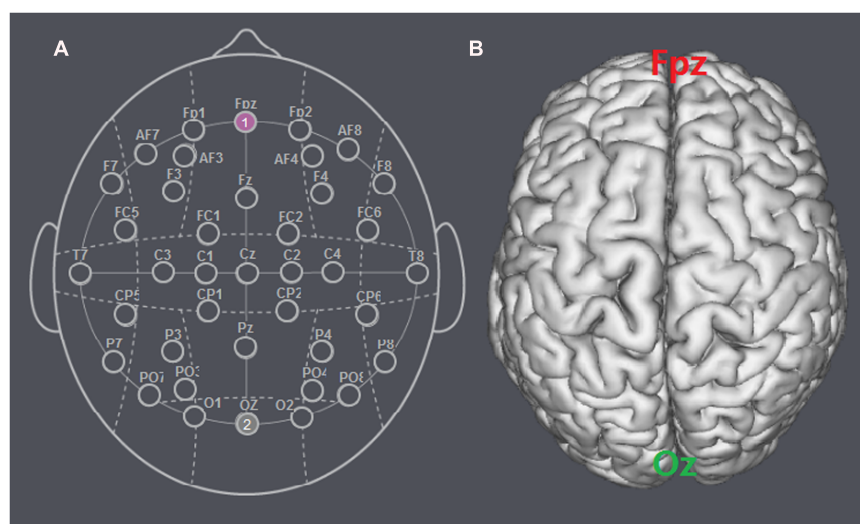 A
B
Fpz
Fp1
Fpz
Fp2
1
AF7
AF8
AF3
AF4
F7
F3
Fz
F4
F8
FC5
FC1
FC2
FC6
T7
C3
C1
Cz
C2
C4
T8
CP5
CP1
CP2
CP6
P7
P3
Pz
P4
P8
PO7
PO3
PO4
PO8
O1
OZ
O2
2
Oz